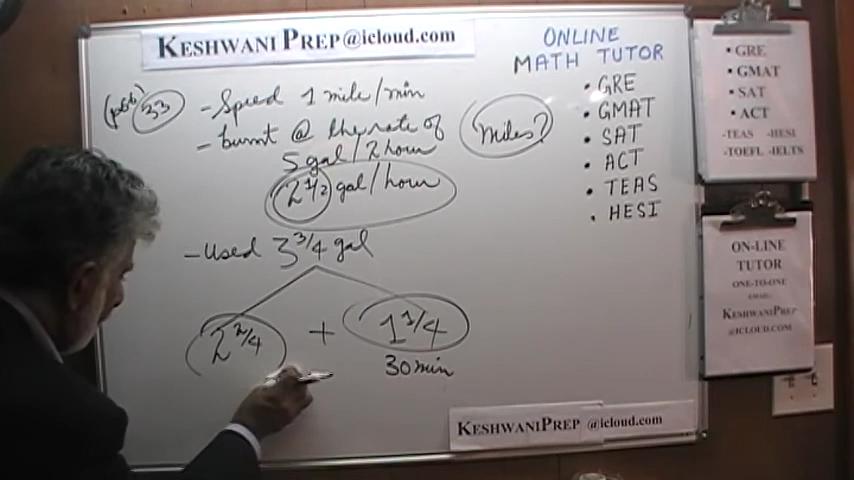 KESHWANI PREP@icloud.com
(p66) 33
- Speed 1 mile/min
- burnt @ the rate of
5 gal/2 hour
2 1/2 gal/hour
Miles?
- Used 3 3/4 gal
2 2/4 + 1 1/4
30 min
ONLINE
MATH TUTOR
• GRE
• GMAT
• SAT
• ACT
• TEAS
• HESI
• GRE
• GMAT
• SAT
• ACT
-TEAS -HESI
-TOEFL -IELTS
ON-LINE
TUTOR
ONE-TO-ONE
EMAIL:
KESHWANIPREP
@ICLOUD.COM
KESHWANIPREP @icloud.com